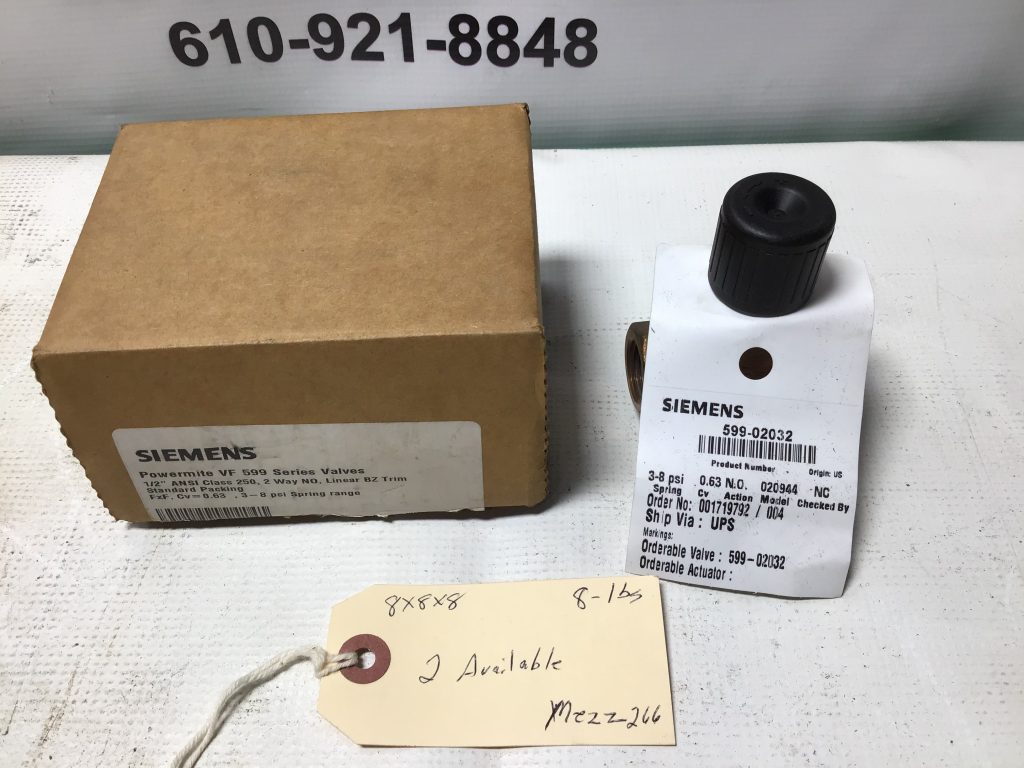 610-921-8848
SIEMENS
Powermite VF 599 Series Valves
1/2" ANSI Class 250, 2 Way NO, Linear BZ Trim
Standard Packing
FxF, Cv=0.63 , 3-8 psi Spring range
SIEMENS
599-02032
Product Number Origin: US
3-8 psi 0.63 N.O. 020944 NC
Spring Cv Action Model Checked By
Order No: 001719792 / 004
Ship Via : UPS
Markings:
Orderable Valve : 599-02032
Orderable Actuator :
8x8x8 8-lbs
2 Available
Mezz-266